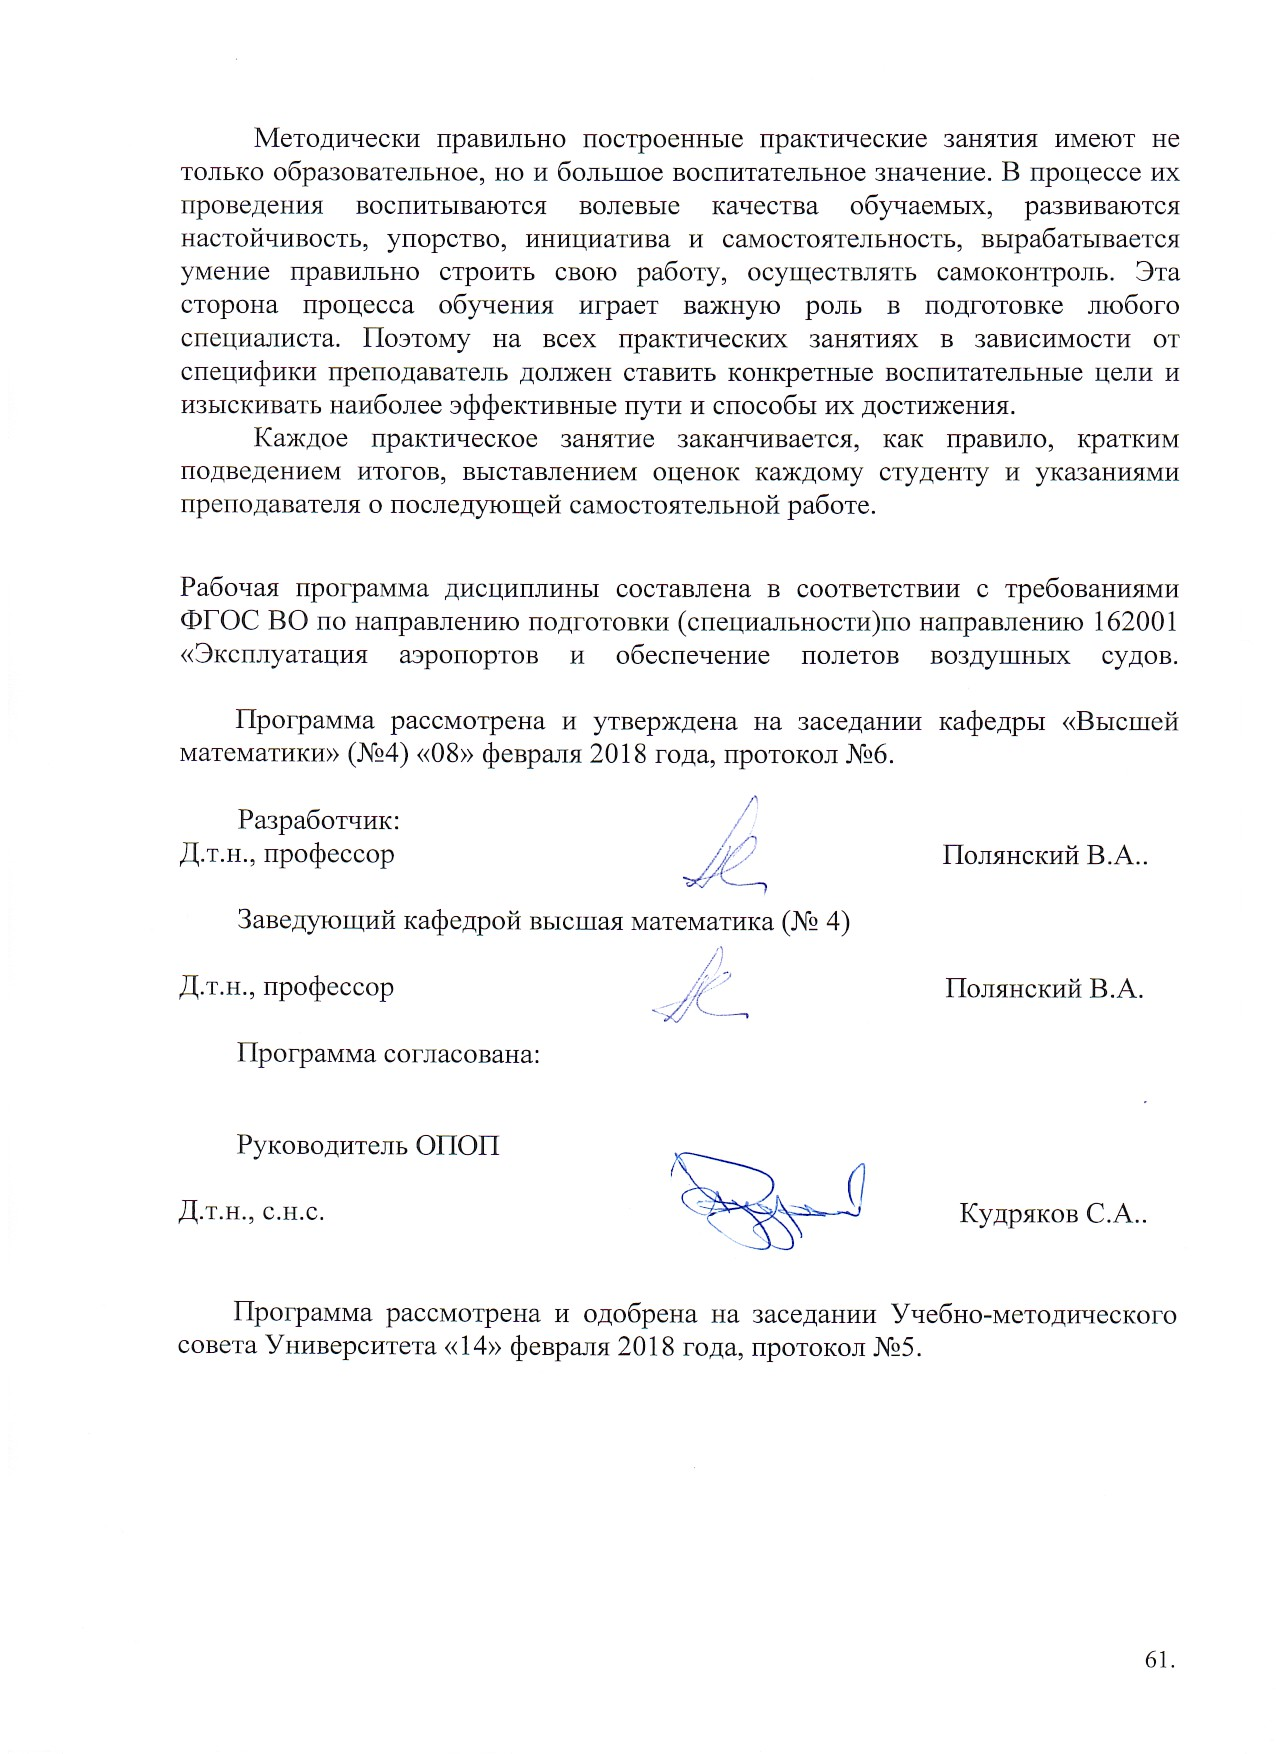 Методически правильно построенные практические занятия имеют не
только образовательное, но и большое воспитательное значение. В процессе их
проведения воспитываются волевые качества обучаемых, развиваются
настойчивость, упорство, инициатива и самостоятельность, вырабатывается
умение правильно строить свою работу, осуществлять самоконтроль. Эта
сторона процесса обучения играет важную роль в подготовке любого
специалиста. Поэтому на всех практических занятиях в зависимости от
специфики преподаватель должен ставить конкретные воспитательные цели и
изыскивать наиболее эффективные пути и способы их достижения.
Каждое практическое занятие заканчивается, как правило, кратким
подведением итогов, выставлением оценок каждому студенту и указаниями
преподавателя о последующей самостоятельной работе.
Рабочая программа дисциплины составлена в соответствии с требованиями
ФГОС ВО по направлению подготовки (специальности)по направлению 162001
«Эксплуатация аэропортов и обеспечение полетов воздушных судов.
Программа рассмотрена и утверждена на заседании кафедры «Высшей
математики» (№4) «08» февраля 2018 года, протокол №6.
Разработчик:
Д.т.н., профессор Полянский В.А..
Заведующий кафедрой высшая математика (№ 4)
Д.т.н., профессор Полянский В.А.
Программа согласована:
Руководитель ОПОП
Д.т.н., с.н.с. Кудряков С.А..
Программа рассмотрена и одобрена на заседании Учебно-методического
совета Университета «14» февраля 2018 года, протокол №5.
61.